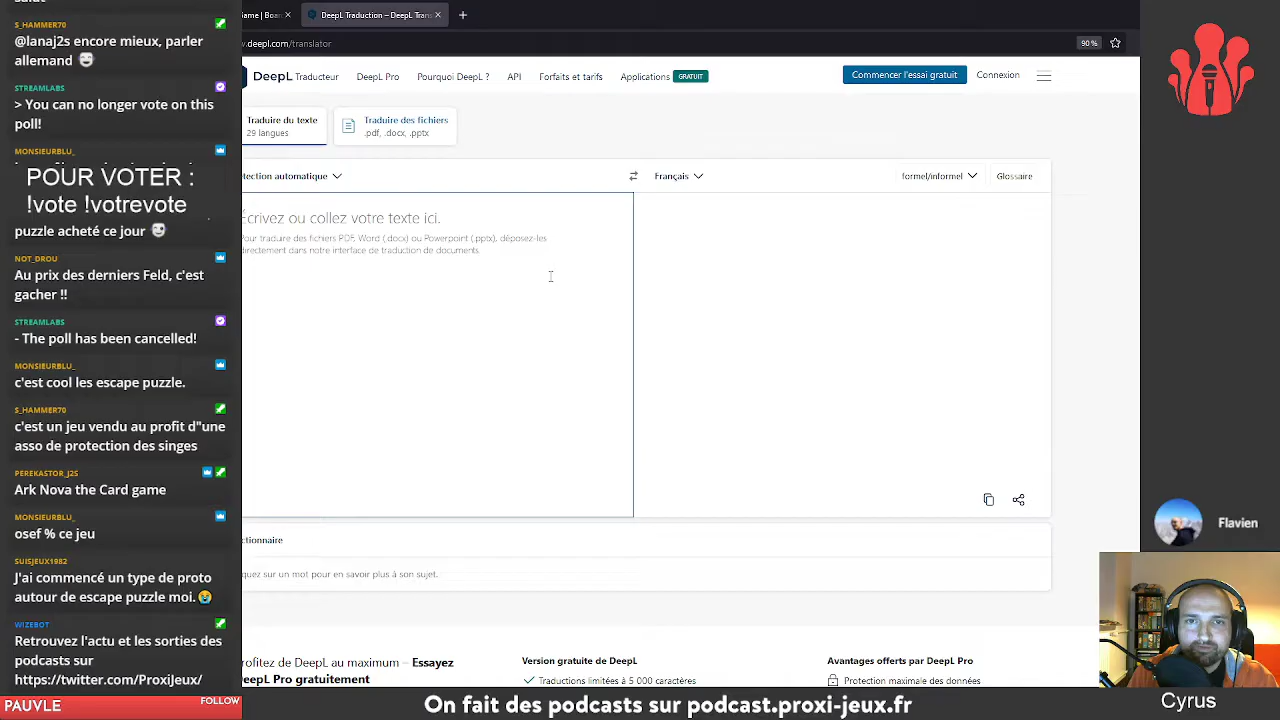 S_HAMMER70
@lanaj2s encore mieux, parler
allemand
STREAMLABS
> You can no longer vote on this
poll!
MONSIEURBLU_
POUR VOTER :
!vote !votrevote
puzzle acheté ce jour
NOT_DROU
Au prix des derniers Feld, c'est
gacher !!
STREAMLABS
- The poll has been cancelled!
MONSIEURBLU_
c'est cool les escape puzzle.
S_HAMMER70
c'est un jeu vendu au profit d"une
asso de protection des singes
PEREKASTOR_J2S
Ark Nova the Card game
MONSIEURBLU_
osef % ce jeu
SUISJEUX1982
J'ai commencé un type de proto
autour de escape puzzle moi.
WIZEBOT
Retrouvez l'actu et les sorties des
podcasts sur
https://twitter.com/ProxiJeux/
PAUVLE
FOLLOW
ame | Boar
DeepL Traduction – DeepL Trans
w.deepl.com/translator
90 %
DeepL Traducteur
DeepL Pro
Pourquoi DeepL ?
API
Forfaits et tarifs
Applications
GRATUIT
Commencer l'essai gratuit
Connexion
Traduire du texte
29 langues
Traduire des fichiers
.pdf, .docx, .pptx
tection automatique
Français
formel/informel
Glossaire
Écrivez ou collez votre texte ici.
Pour traduire des fichiers PDF, Word (.docx) ou Powerpoint (.pptx), déposez-les
directement dans notre interface de traduction de documents.
ctionnaire
quez sur un mot pour en savoir plus à son sujet.
rofitez de DeepL au maximum – Essayez
eepL Pro gratuitement
Version gratuite de DeepL
Traductions limitées à 5 000 caractères
Avantages offerts par DeepL Pro
Protection maximale des données
Flavien
On fait des podcasts sur podcast.proxi-jeux.fr
Cyrus